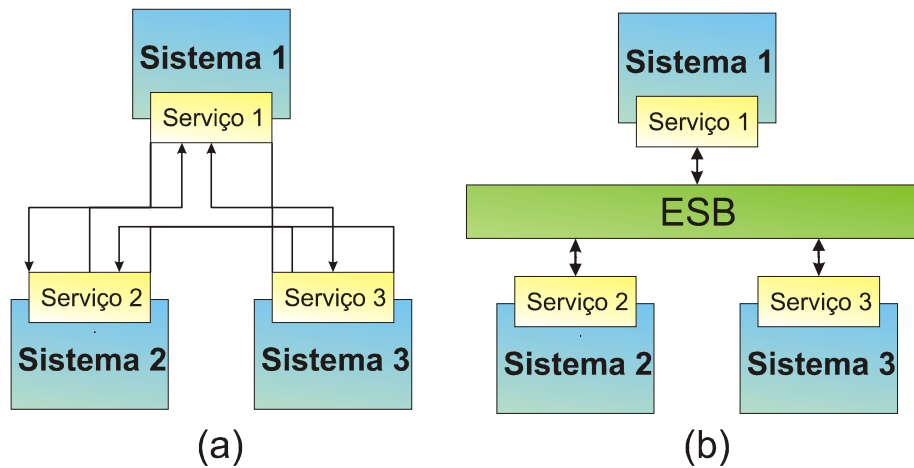 Sistema 1
Serviço 1
Serviço 2
Serviço 3
Sistema 2
Sistema 3
(a)
Sistema 1
Serviço 1
ESB
Serviço 2
Serviço 3
Sistema 2
Sistema 3
(b)